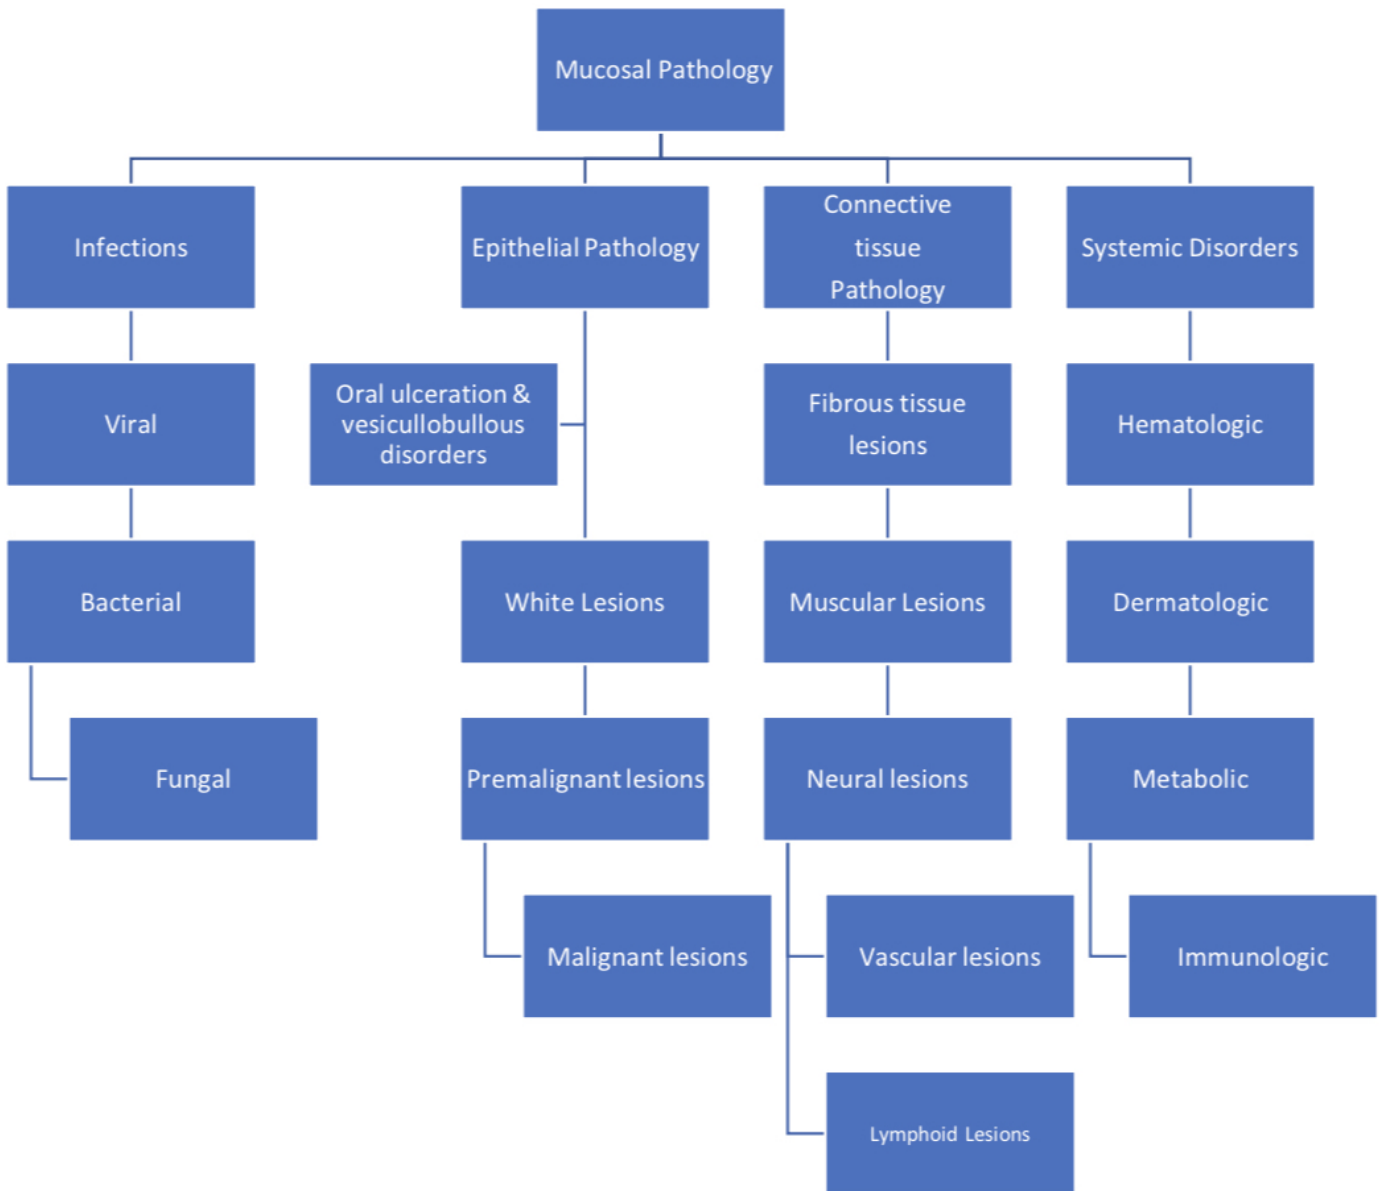 Mucosal Pathology
Infections
Epithelial Pathology
Connective
tissue
Pathology
Systemic Disorders
Viral
Oral ulceration &
vesicullobullous
disorders
Fibrous tissue
lesions
Hematologic
Bacterial
White Lesions
Muscular Lesions
Dermatologic
Fungal
Premalignant lesions
Neural lesions
Metabolic
Malignant lesions
Vascular lesions
Immunologic
Lymphoid Lesions